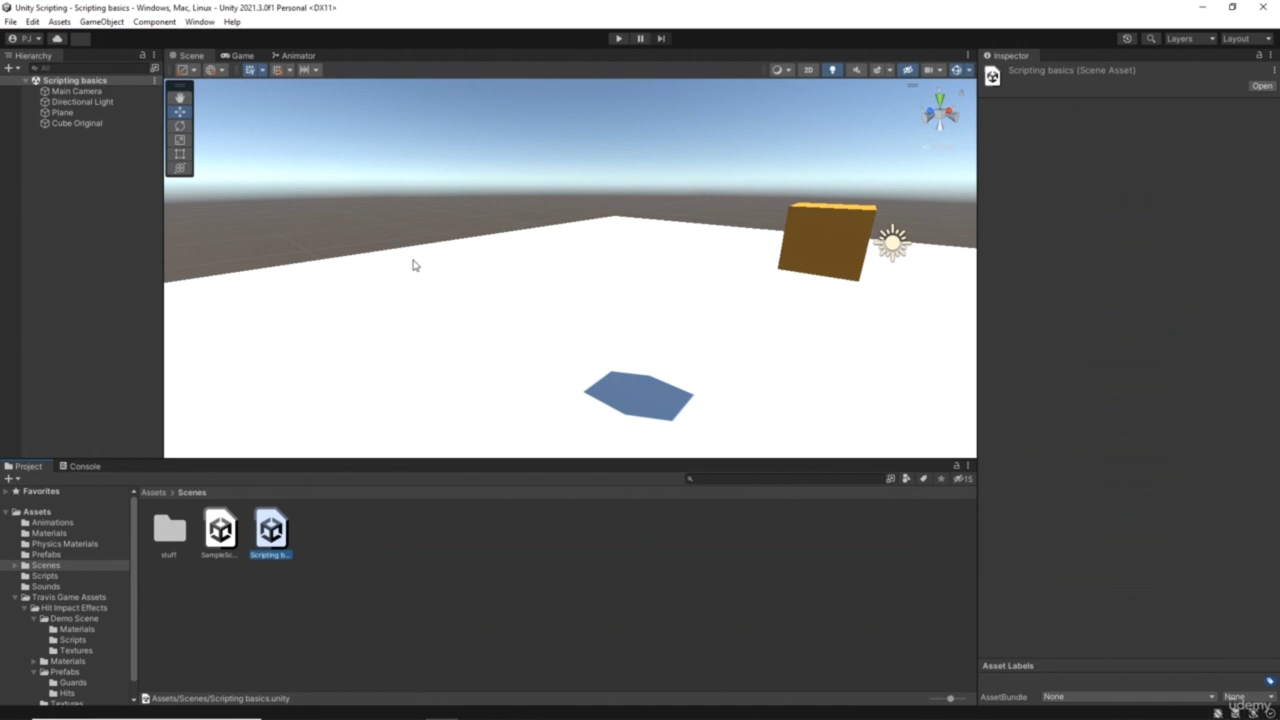 Unity Scripting - Scripting basics - Windows, Mac, Linux - Unity 2021.3.0f1 Personal <DX11>
File Edit Assets GameObject Component Window Help
PJ Layers Layout
Hierarchy Scene Game Animator Inspector
All
2D
Scripting basics (Scene Asset)
Open
Scripting basics
Main Camera
Directional Light
Plane
Cube Original
Project Console
15
Favorites
Assets > Scenes
Assets
Animations
Materials
Physics Materials
Prefabs
Scenes
Scripts
Sounds
Travis Game Assets
Hit Impact Effects
Demo Scene
Materials
Scripts
Textures
Materials
Prefabs
Guards
Hits
Textures
stuff SampleSc... Scripting b...
Assets/Scenes/Scripting basics.unity
Asset Labels
AssetBundle None None
udemy